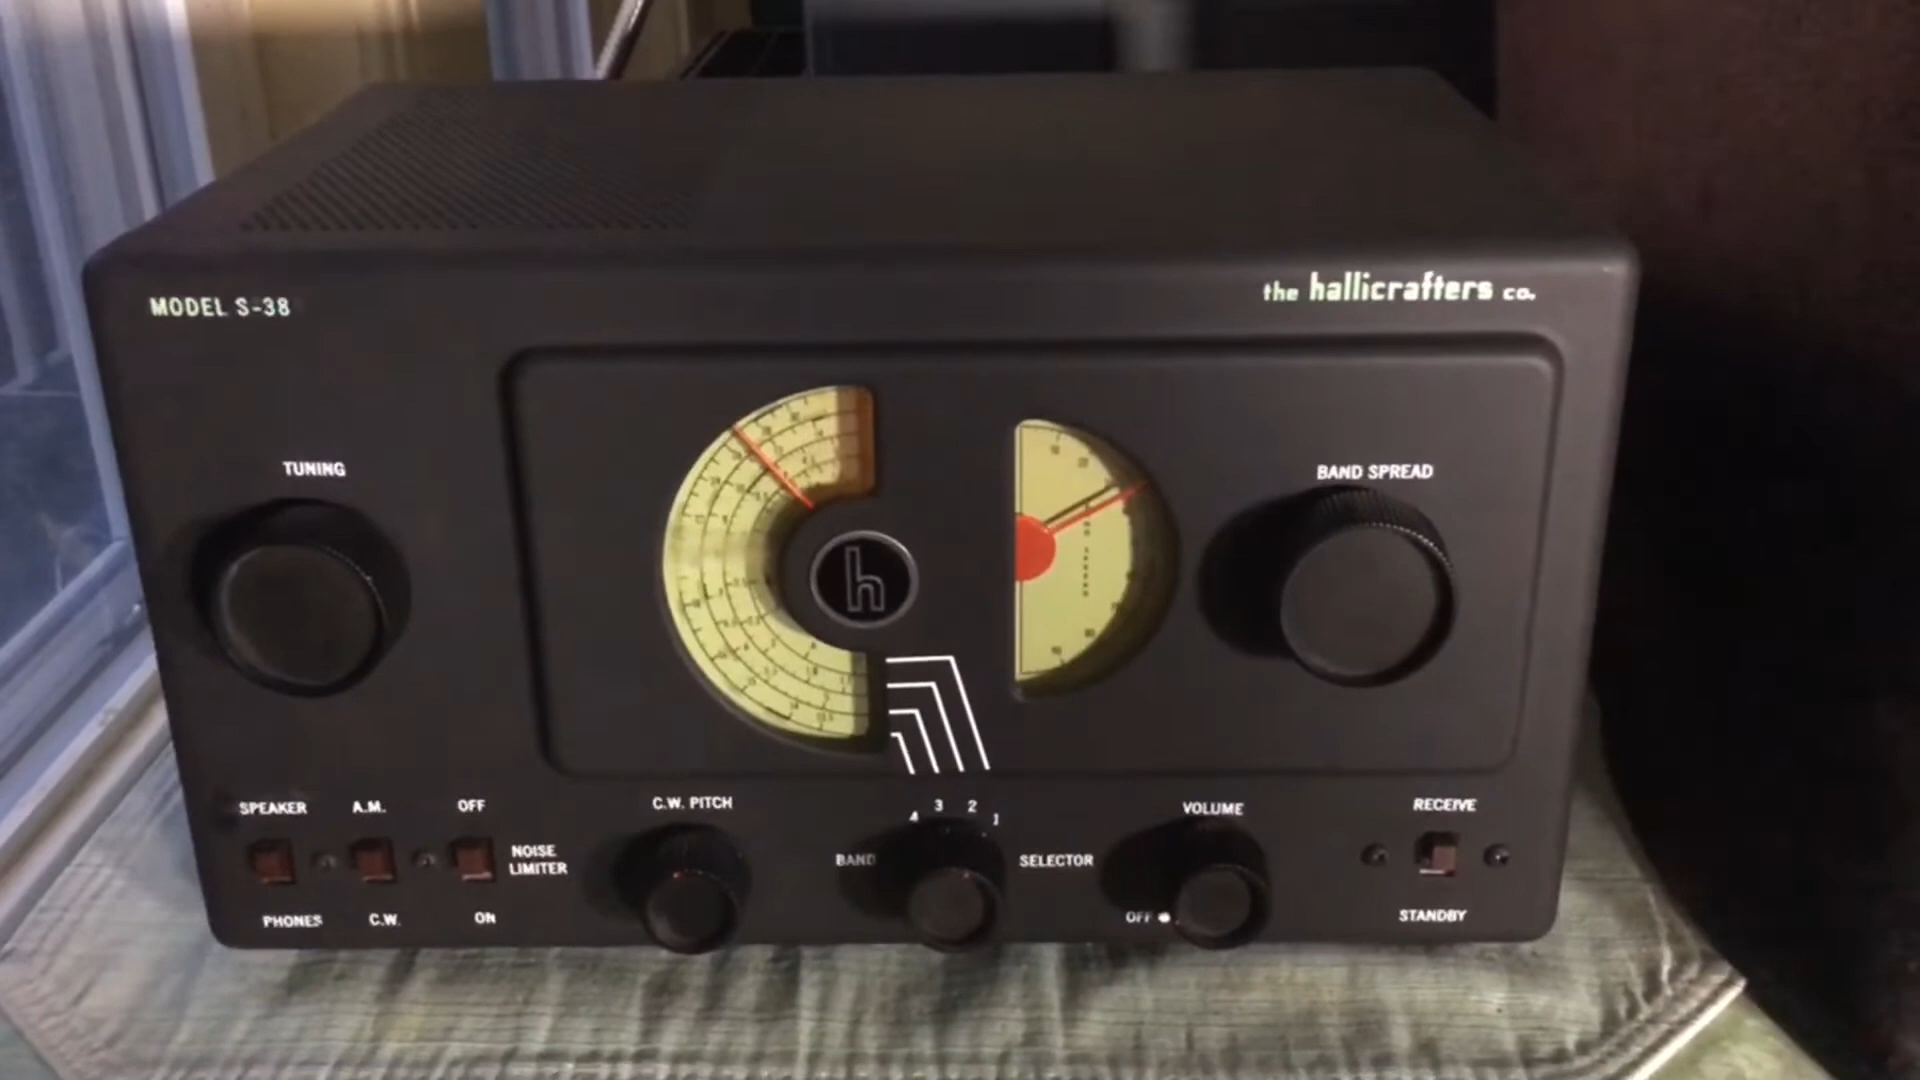 MODEL S-38
the hallicrafters co.
TUNING
BAND SPREAD
h
SPEAKER
A.M.
OFF
C.W. PITCH
4 3 2 1
VOLUME
RECEIVE
NOISE
LIMITER
BAND
SELECTOR
PHONES
C.W.
ON
OFF
STANDBY